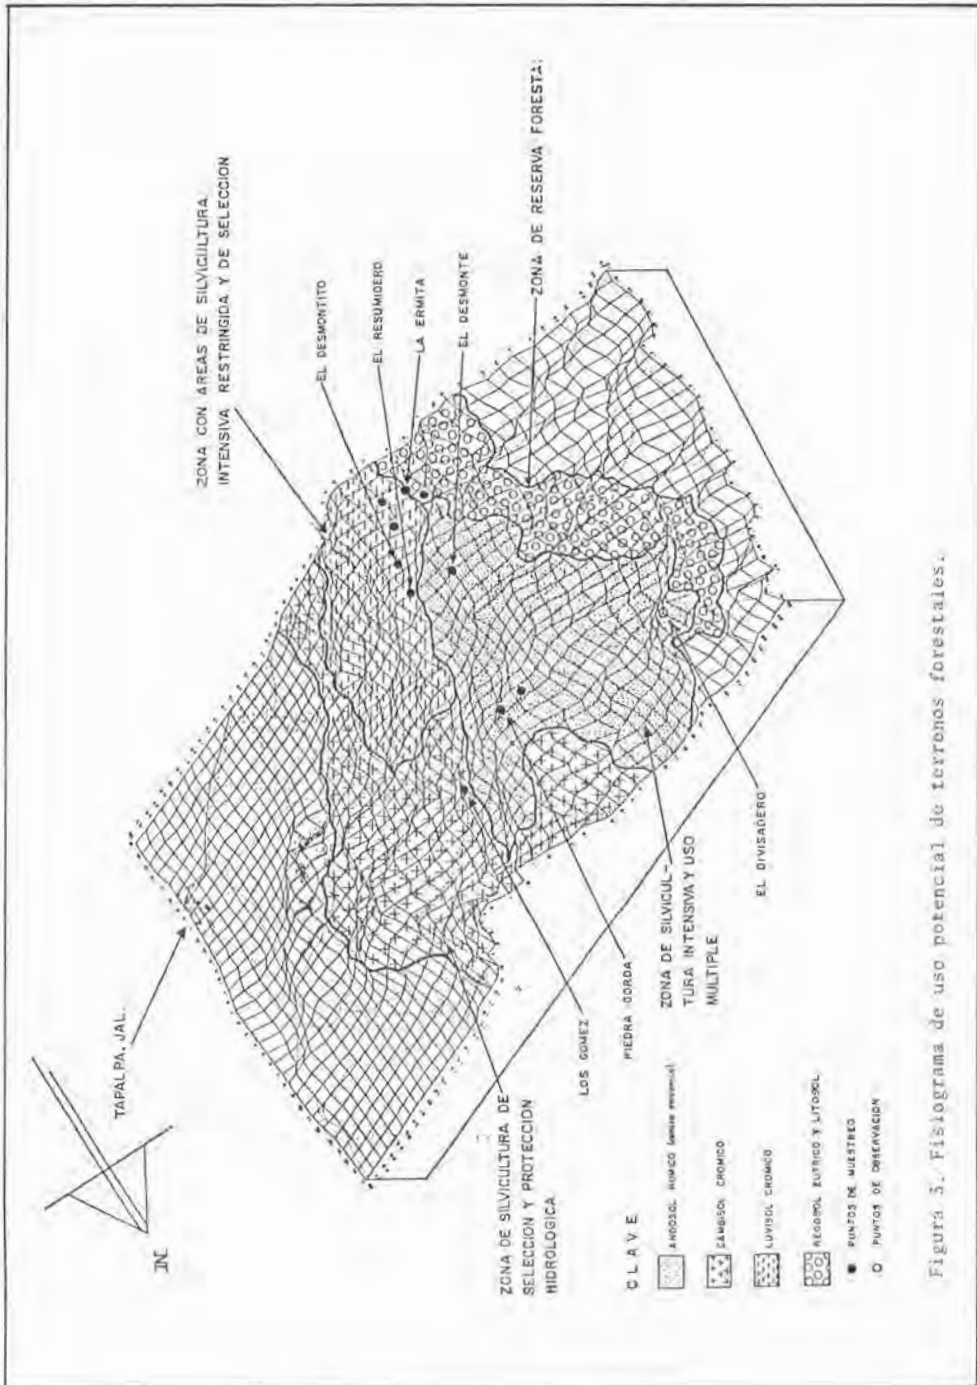 TAPALPA, JAL.
ZONA CON AREAS DE SILVICULTURA
INTENSIVA, RESTRINGIDA Y DE SELECCION
EL DESMONTITO
EL RESUMIDERO
LA ERMITA
EL DESMONTE
ZONA DE RESERVA FORESTAL
ZONA DE SILVICULTURA DE
SELECCION Y PROTECCION
HIDROLOGICA
LOS GOMEZ
PIEDRA GORDA
ZONA DE SILVICUL-
TURA INTENSIVA Y USO
MULTIPLE
EL DIVISADERO
N
CLAVE
ANDOSOL HUMICO
CAMBISOL CROMICO
LUVISOL CROMICO
REGOSOL EUTRICO Y LITOSOL
PUNTOS DE MUESTREO
PUNTOS DE OBSERVACION
Figura 3. Fisiograma de uso potencial de terrenos forestales.